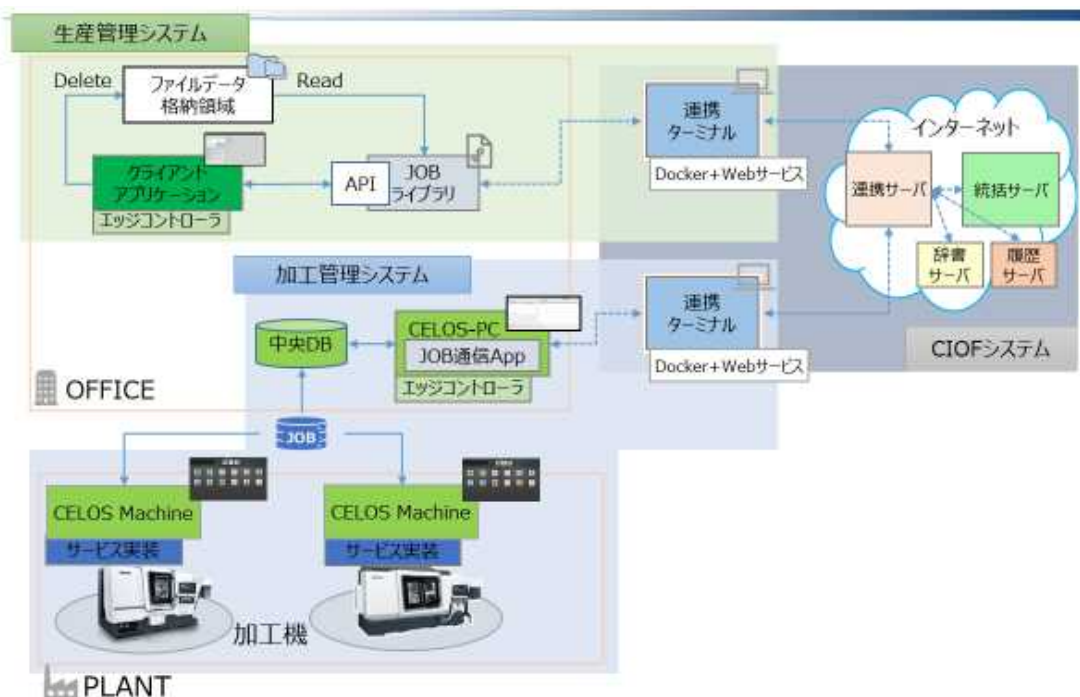 生産管理システム
Delete
ファイルデータ
格納領域
Read
クライアント
アプリケーション
エッジコントローラ
API
JOB
ライブラリ
連携
ターミナル
Docker+Webサービス
インターネット
連携サーバ
統括サーバ
辞書
サーバ
履歴
サーバ
加工管理システム
中央DB
CELOS-PC
JOB通信App
エッジコントローラ
連携
ターミナル
Docker+Webサービス
CIOFシステム
OFFICE
JOB
CELOS Machine
サービス実装
CELOS Machine
サービス実装
加工機
PLANT